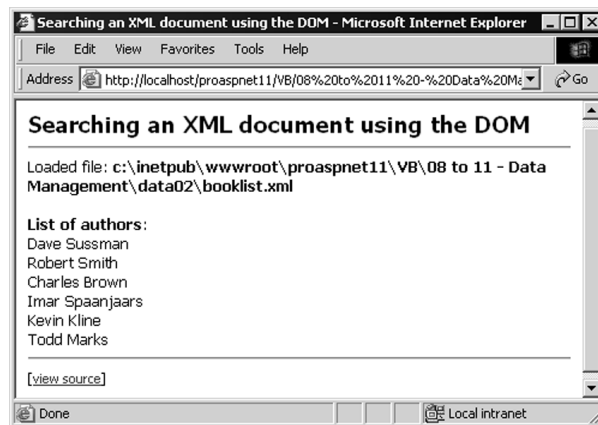 Searching an XML document using the DOM - Microsoft Internet Explorer
File Edit View Favorites Tools Help
Address http://localhost/proaspnet11/VB/08%20to%2011%20-%20Data%20Ma Go
Searching an XML document using the DOM
Loaded file: c:\inetpub\wwwroot\proaspnet11\VB\08 to 11 - Data
Management\data02\booklist.xml
List of authors:
Dave Sussman
Robert Smith
Charles Brown
Imar Spaanjaars
Kevin Kline
Todd Marks
[view source]
Done Local intranet